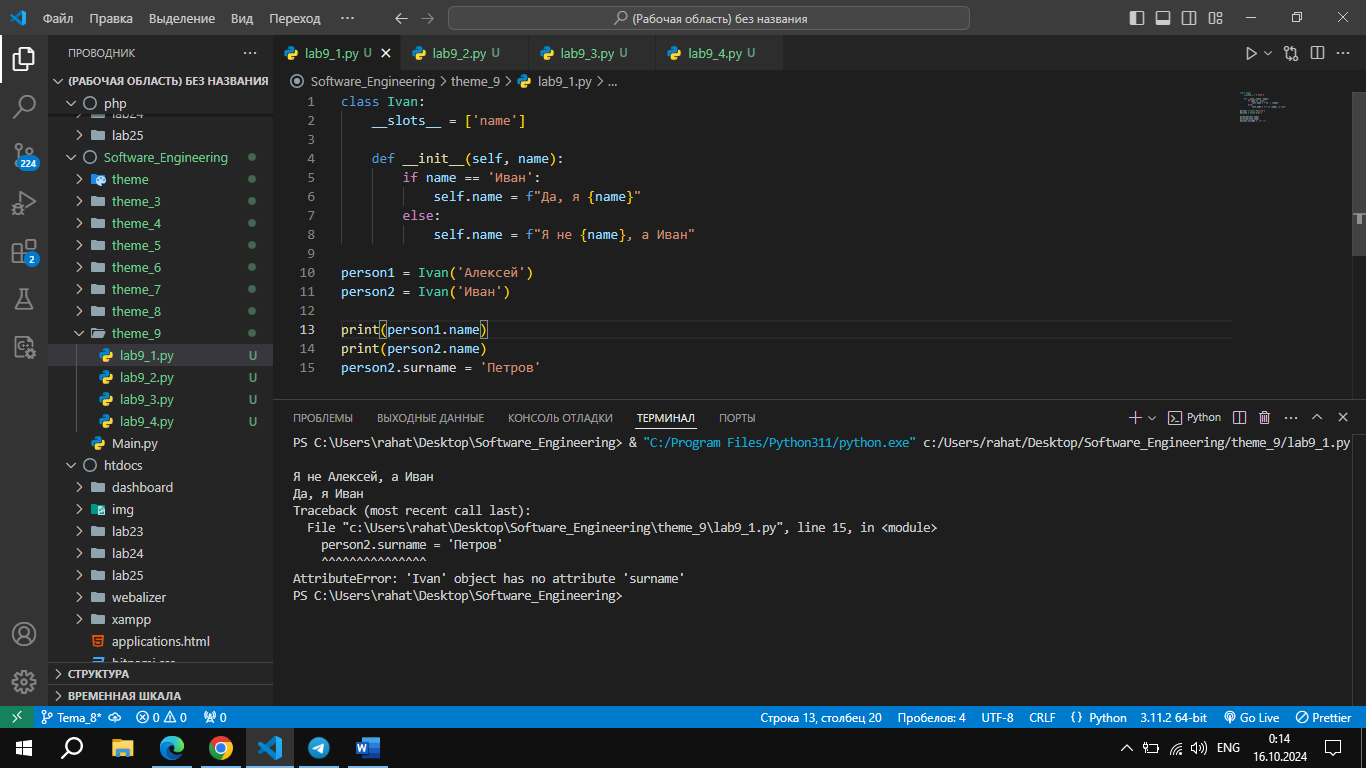 Файл Правка Выделение Вид Переход ··· (Рабочая область) без названия
ПРОВОДНИК ···
lab9_1.py U lab9_2.py U lab9_3.py U lab9_4.py U
(РАБОЧАЯ ОБЛАСТЬ) БЕЗ НАЗВАНИЯ
Software_Engineering > theme_9 > lab9_1.py > ...
php
lab24
lab25
Software_Engineering
theme
theme_3
theme_4
theme_5
theme_6
theme_7
theme_8
theme_9
lab9_1.py U
lab9_2.py U
lab9_3.py U
lab9_4.py U
Main.py
htdocs
dashboard
img
lab23
lab24
lab25
webalizer
xampp
applications.html
bitnami.css
СТРУКТУРА
ВРЕМЕННАЯ ШКАЛА
224
2
1 class Ivan:
2 __slots__ = ['name']
3
4 def __init__(self, name):
5 if name == 'Иван':
6 self.name = f"Да, я {name}"
7 else:
8 self.name = f"Я не {name}, а Иван"
9
10 person1 = Ivan('Алексей')
11 person2 = Ivan('Иван')
12
13 print(person1.name)
14 print(person2.name)
15 person2.surname = 'Петров'
ПРОБЛЕМЫ ВЫХОДНЫЕ ДАННЫЕ КОНСОЛЬ ОТЛАДКИ ТЕРМИНАЛ ПОРТЫ Python ···
PS C:\Users\rahat\Desktop\Software_Engineering> & "C:/Program Files/Python311/python.exe" c:/Users/rahat/Desktop/Software_Engineering/theme_9/lab9_1.py
Я не Алексей, а Иван
Да, я Иван
Traceback (most recent call last):
File "c:\Users\rahat\Desktop\Software_Engineering\theme_9\lab9_1.py", line 15, in <module>
person2.surname = 'Петров'
^^^^^^^^^^^^^^^
AttributeError: 'Ivan' object has no attribute 'surname'
PS C:\Users\rahat\Desktop\Software_Engineering>
Tema_8* 0 0 0 Строка 13, столбец 20 Пробелов: 4 UTF-8 CRLF {} Python 3.11.2 64-bit Go Live Prettier
ENG 0:14
16.10.2024